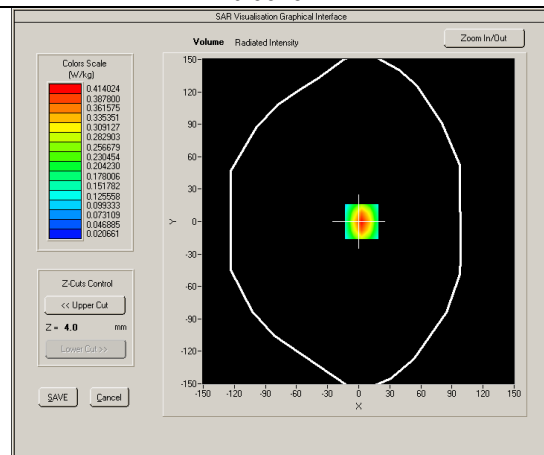 SAR Visualisation Graphical Interface
Volume Radiated Intensity
Zoom In/Out
Colors Scale
(W/kg)
0.414024
0.387800
0.361575
0.335351
0.309127
0.282903
0.256679
0.230454
0.204230
0.178006
0.151782
0.125558
0.099333
0.073109
0.046885
0.020661
Z-Cuts Control
<< Upper Cut
Z = 4.0 mm
Lower Cut >>
SAVE Cancel
150
120
90
60
30
0
-30
-60
-90
-120
-150
Y
-150 -120 -90 -60 -30 0 30 60 90 120 150
X